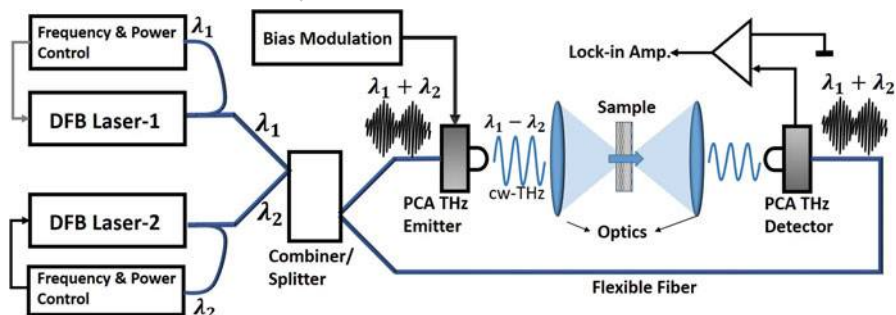 Frequency & Power
Control
λ₁
DFB Laser-1
λ₁
Bias Modulation
λ₁ + λ₂
PCA THz
Emitter
λ₁ − λ₂
cw-THz
Sample
Optics
Lock-in Amp.
λ₁ + λ₂
PCA THz
Detector
DFB Laser-2
λ₂
Combiner/
Splitter
Frequency & Power
Control
λ₂
Flexible Fiber